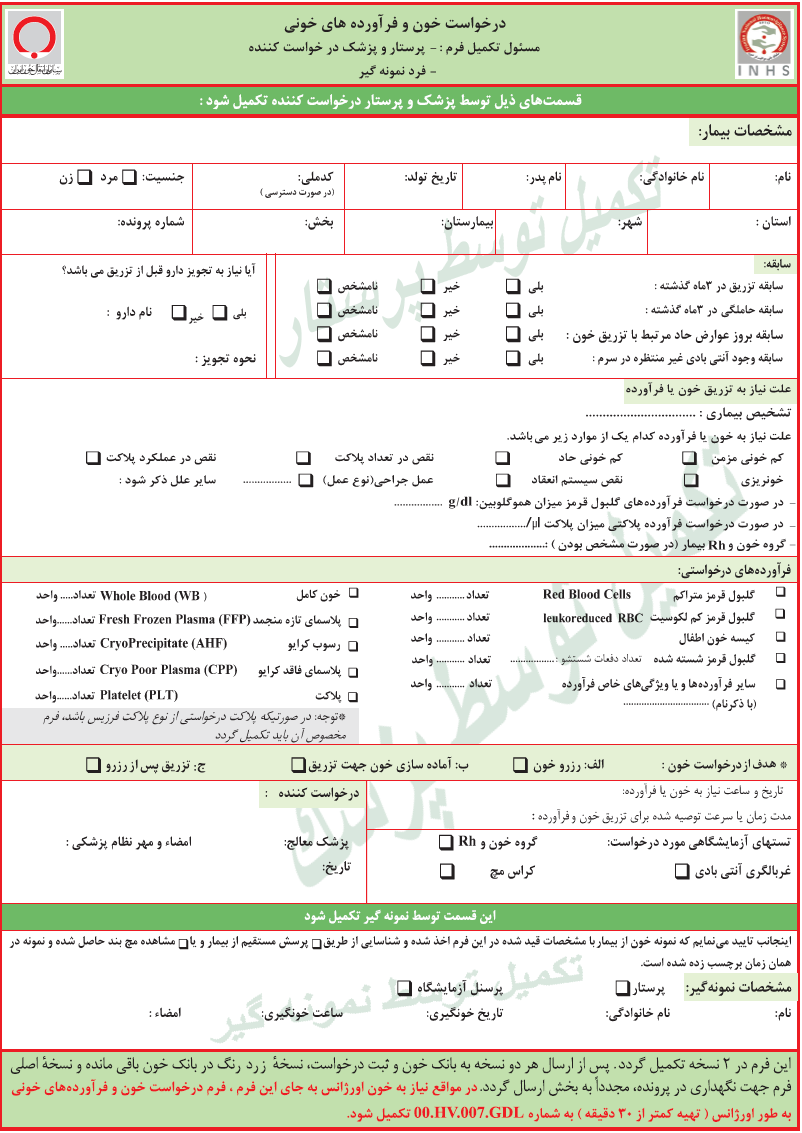 درخواست خون و فرآورده های خونی
مسئول تکمیل فرم : - پرستار و پزشک در خواست کننده
- فرد نمونه گیر
INHS
قسمت‌های ذیل توسط پزشک و پرستار درخواست کننده تکمیل شود :
مشخصات بیمار:
نام: نام خانوادگی: نام پدر: تاریخ تولد: کدملی: جنسیت: مرد ❑ زن ❑
(در صورت دسترسی )
استان : شهر: بیمارستان: بخش: شماره پرونده:
سابقه:
سابقه تزریق در ۳ماه گذشته : بلی ❑ خیر ❑ نامشخص ❑
سابقه حاملگی در ۳ماه گذشته : بلی ❑ خیر ❑ نامشخص ❑
سابقه بروز عوارض حاد مرتبط با تزریق خون : بلی ❑ خیر ❑ نامشخص ❑
سابقه وجود آنتی بادی غیر منتظره در سرم : بلی ❑ خیر ❑ نامشخص ❑
آیا نیاز به تجویز دارو قبل از تزریق می باشد؟
بلی ❑ خیر ❑ نام دارو :
نحوه تجویز :
تکمیل توسط پرستار
علت نیاز به تزریق خون یا فرآورده
تشخیص بیماری : ................................
علت نیاز به خون یا فرآورده کدام یک از موارد زیر می‌باشد.
کم خونی مزمن ❑ کم خونی حاد ❑ نقص در تعداد پلاکت ❑ نقص در عملکرد پلاکت ❑
خونریزی ❑ نقص سیستم انعقاد ❑ عمل جراحی(نوع عمل) ❑ ................ سایر علل ذکر شود :
- در صورت درخواست فرآورده‌های گلبول قرمز میزان هموگلوبین: g/dl ................
- در صورت درخواست فرآورده پلاکتی میزان پلاکت µl/................
- گروه خون و Rh بیمار (در صورت مشخص بودن ) :...................
فرآورده‌های درخواستی:
❑ گلبول قرمز متراکم Red Blood Cells تعداد ........... واحد
❑ گلبول قرمز کم لکوسیت leukoreduced RBC تعداد ........... واحد
❑ کیسه خون اطفال تعداد ........... واحد
❑ گلبول قرمز شسته شده تعداد دفعات شستشو :........................ تعداد ........... واحد
❑ سایر فرآورده‌ها و یا ویژگی‌های خاص فرآورده تعداد ........... واحد
(با ذکرنام) ................................
❑ خون کامل Whole Blood (WB ) تعداد.....واحد
❑ پلاسمای تازه منجمد Fresh Frozen Plasma (FFP) تعداد.....واحد
❑ رسوب کرایو CryoPrecipitate (AHF) تعداد.....واحد
❑ پلاسمای فاقد کرایو Cryo Poor Plasma (CPP) تعداد......واحد
❑ پلاکت Platelet (PLT) تعداد......واحد
*توجه: در صورتیکه پلاکت درخواستی از نوع پلاکت فرزیس باشد، فرم
مخصوص آن باید تکمیل گردد
* هدف از درخواست خون : الف: رزرو خون ❑ ب: آماده سازی خون جهت تزریق ❑ ج: تزریق پس از رزرو ❑
تکمیل توسط پزشک
تاریخ و ساعت نیاز به خون یا فرآورده:
مدت زمان یا سرعت توصیه شده برای تزریق خون و فرآورده :
تستهای آزمایشگاهی مورد درخواست: گروه خون و Rh ❑
غربالگری آنتی بادی ❑ کراس مچ ❑
درخواست کننده :
پزشک معالج: امضاء و مهر نظام پزشکی :
تاریخ:
این قسمت توسط نمونه گیر تکمیل شود
اینجانب تایید می‌نمایم که نمونه خون از بیمار با مشخصات قید شده در این فرم اخذ شده و شناسایی از طریق ❑ پرسش مستقیم از بیمار و یا ❑ مشاهده مچ بند حاصل شده و نمونه در
همان زمان برچسب زده شده است.
مشخصات نمونه‌گیر: پرستار ❑ پرسنل آزمایشگاه ❑
نام: نام خانوادگی: تاریخ خونگیری: ساعت خونگیری: امضاء :
تکمیل توسط نمونه گیر
این فرم در ۲ نسخه تکمیل گردد. پس از ارسال هر دو نسخه به بانک خون و ثبت درخواست، نسخهٔ زرد رنگ در بانک خون باقی مانده و نسخهٔ اصلی
فرم جهت نگهداری در پرونده، مجدداً به بخش ارسال گردد. در مواقع نیاز به خون اورژانس به جای این فرم ، فرم درخواست خون و فرآورده‌های خونی
به طور اورژانس ( تهیه کمتر از ۳۰ دقیقه ) به شماره 00.HV.007.GDL تکمیل شود.